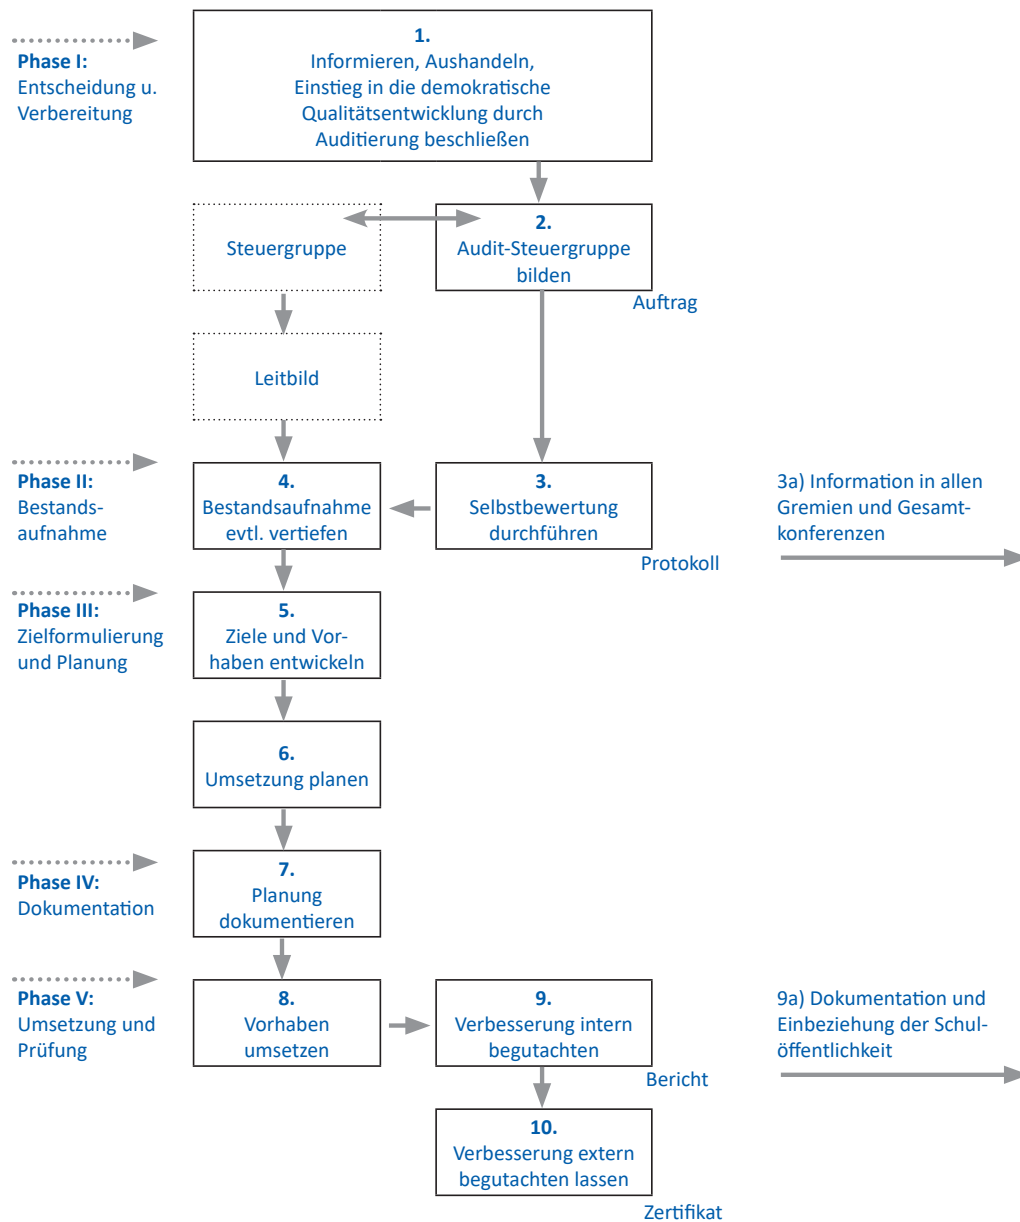 Phase I:
Entscheidung u.
Verbereitung
1.
Informieren, Aushandeln,
Einstieg in die demokratische
Qualitätsentwicklung durch
Auditierung beschließen
Steuergruppe
2.
Audit-Steuergruppe
bilden
Auftrag
Leitbild
Phase II:
Bestands-
aufnahme
4.
Bestandsaufnahme
evtl. vertiefen
3.
Selbstbewertung
durchführen
Protokoll
3a) Information in allen
Gremien und Gesamt-
konferenzen
Phase III:
Zielformulierung
und Planung
5.
Ziele und Vor-
haben entwickeln
6.
Umsetzung planen
Phase IV:
Dokumentation
7.
Planung
dokumentieren
Phase V:
Umsetzung und
Prüfung
8.
Vorhaben
umsetzen
9.
Verbesserung intern
begutachten
Bericht
9a) Dokumentation und
Einbeziehung der Schul-
öffentlichkeit
10.
Verbesserung extern
begutachten lassen
Zertifikat